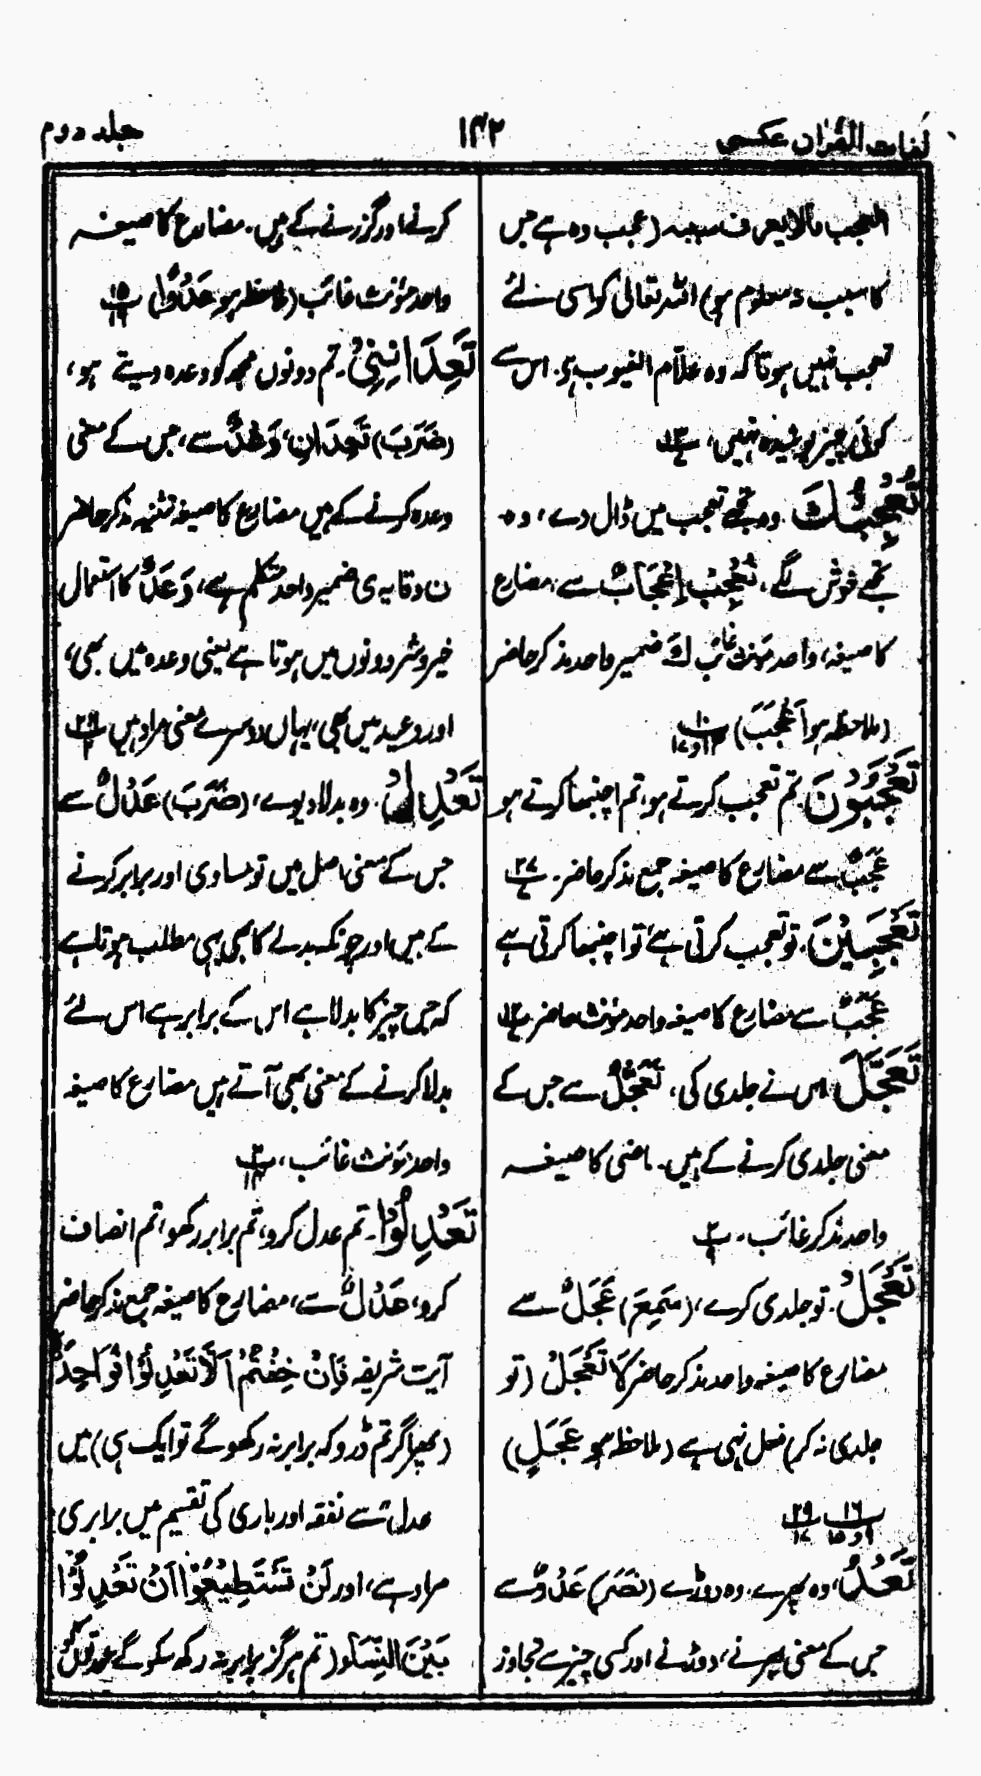 لغات القرآن عکسی
۱۴۲
جلد دوم
العجب مالا یعرف سببہ (عجب وہ ہے جس
کا سبب نہ معلوم ہو) اللہ تعالیٰ کو اسی لئے
تعجب نہیں ہوتا کہ وہ علّام الغیوب ہے۔ اس سے
کوئی چیز پوشیدہ نہیں،
تُعْجِبُكَ وہ تجھے تعجب میں ڈال دے، وہ
تجھے خوش لگے، تُعْجِبُ اِعْجَابٌ سے، مضارع
کا صیغہ، واحد مؤنث غائب كَ ضمیر واحد مذکر حاضر
(ملاحظہ ہو اَعْجَبَ) ۱۰
تَعْجَبُوْنَ۔ تم تعجب کرتے ہو، تم اچنبھا کرتے ہو
عَجَبٌ سے مضارع کا صیغہ جمع مذکر حاضر۔ ۲۷
تَعْجَبِيْنَ۔ تو تعجب کرتی ہے، تو اچنبھا کرتی ہے
عَجَبٌ سے مضارع کا صیغہ واحد مؤنث حاضر ۱۲
تَعَجَّلَ اس نے جلدی کی، تَعَجُّلٌ سے جس کے
معنی جلدی کرنے کے ہیں۔ ماضی کا صیغہ
واحد مذکر غائب۔ ۲ ۹
تَعْجَلْ۔ تو جلدی کرے، (سَمِعَ) عَجَلٌ سے
مضارع کا صیغہ واحد مذکر حاضر لَا تَعْجَلْ (تو
جلدی نہ کر) فعل نہی ہے (ملاحظہ ہو عَجَلٍ)
۱۶ ۲۹
تَعْدُ، وہ پھرے۔ وہ دوڑے (نَصَرَ) عَدْوٌ سے
جس کے معنی پھرنے، دوڑنے اور کسی چیز سے تجاوز
کرنے اور گزرنے کے ہیں۔ مضارع کا صیغہ
واحد مؤنث غائب (ملاحظہ ہو عَدُوًّا) ۱۵
تَعِدَانِنِيْ۔ تم دونوں مجھ کو وعدہ دیتے ہو،
(ضَرَبَ) تَعِدَانِ، وَعْدٌ سے، جس کے معنی
وعدہ کرنے کے ہیں مضارع کا صیغہ تثنیہ مذکر حاضر
ن وقایہ ی ضمیر واحد متکلم ہے، وَعْدٌ کا استعمال
خیر و شر دونوں میں ہوتا ہے یعنی وعدہ میں بھی،
اور وعید میں بھی، یہاں دوسرے معنی مراد ہیں ۲۶
تَعْدِلْ۔ وہ بدلا دیوے، (ضَرَبَ) عَدْلٌ سے
جس کے معنی اصل میں تو مساوی اور برابر کرنے
کے ہیں اور چونکہ بدلے کا بھی یہی مطلب ہوتا ہے
کہ جس چیز کا بدلا ہے اس کے برابر ہے اس لئے
بدلا کرنے کے معنی بھی آتے ہیں مضارع کا صیغہ
واحد مؤنث غائب،
تَعْدِلُوْا۔ تم عدل کرو، تم برابر رکھو، تم انصاف
کرو، عَدْلٌ سے، مضارع کا صیغہ جمع مذکر حاضر
آیت شریفہ فَاِنْ خِفْتُمْ اَلَّا تَعْدِلُوْا فَوَاحِدَةً
(پھر اگر تم ڈرو کہ برابر نہ رکھو گے تو ایک ہی) میں
عدل سے نفقہ اور باری کی تقسیم میں برابری
مراد ہے، اور لَنْ تَسْتَطِيْعُوْا اَنْ تَعْدِلُوْا
بَيْنَ النِّسَآءِ (تم ہرگز برابر نہ رکھ سکو گے عورتوں کو)